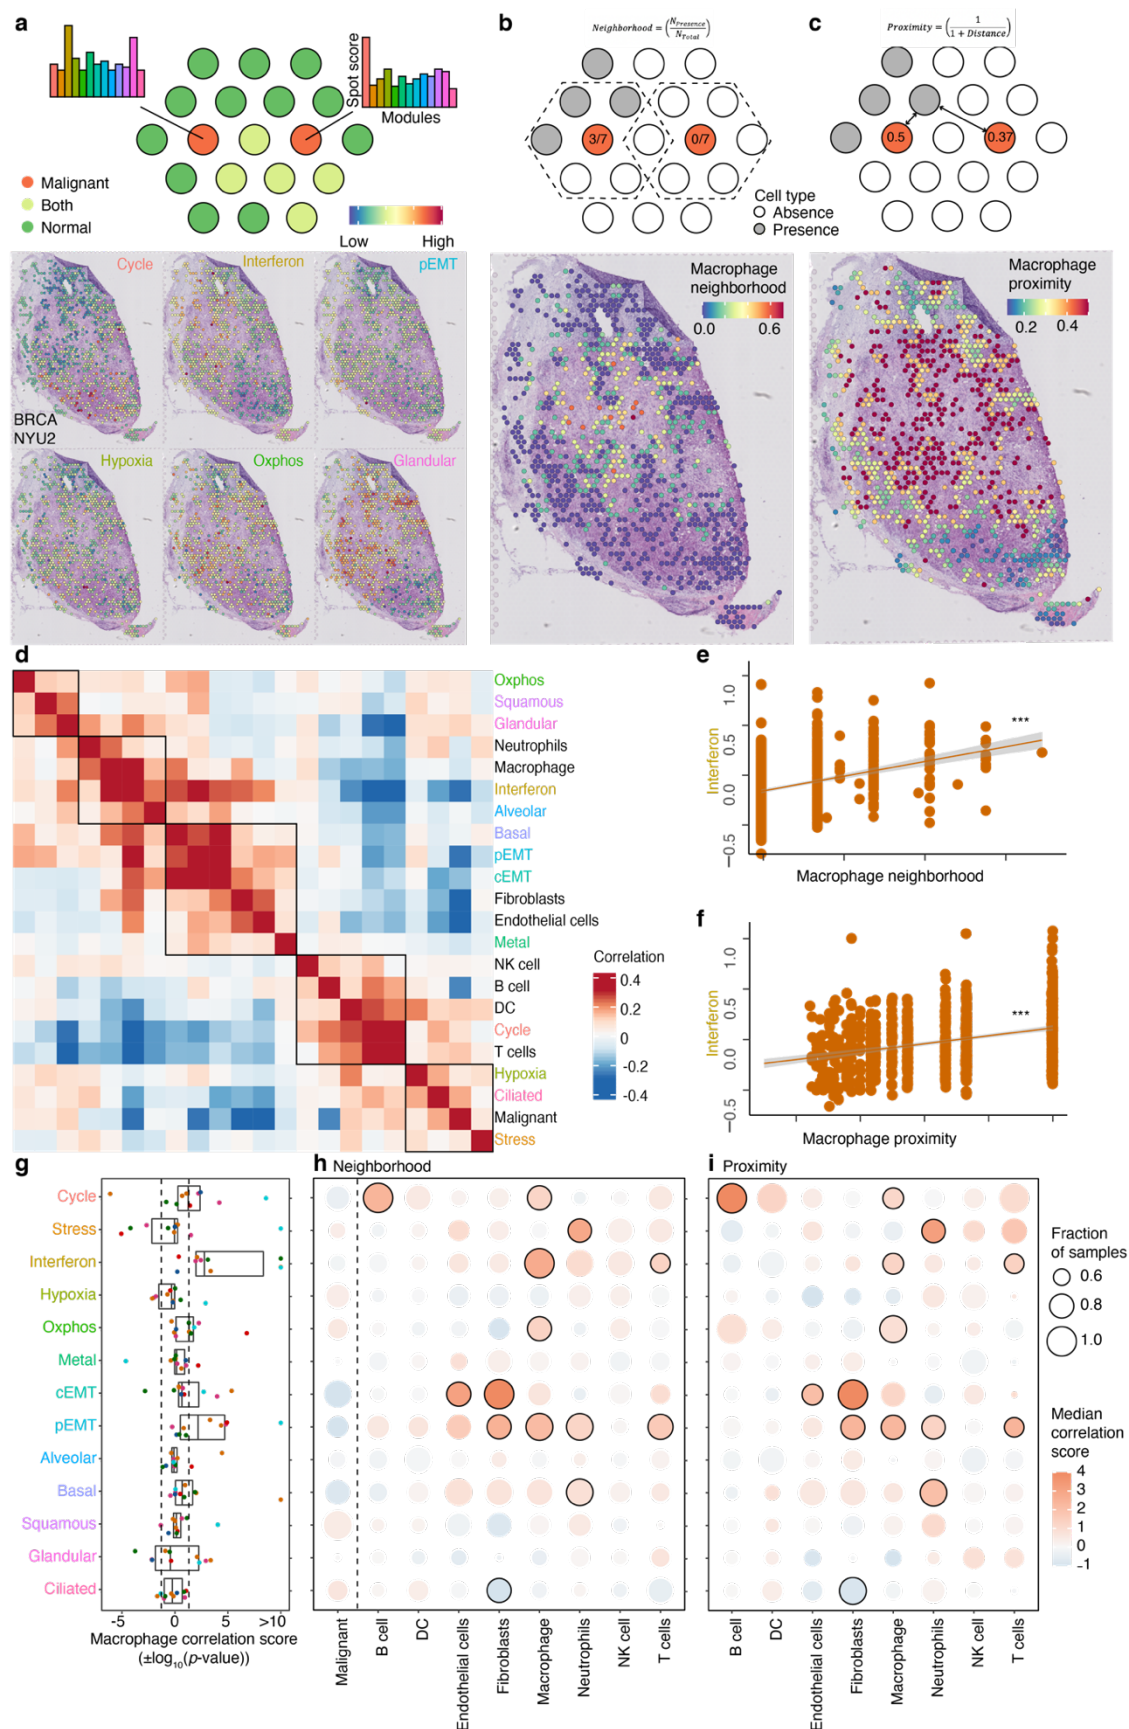 a
Spot score
Modules
Malignant
Both
Normal
Low
High
Cycle
Interferon
pEMT
BRCA
NYU2
Hypoxia
Oxphos
Glandular
b
Neighborhood = (N_Presence / N_Total)
3/7
0/7
Cell type
Absence
Presence
Macrophage
neighborhood
0.0
0.6
c
Proximity = (1 / 1 + Distance)
0.5
0.37
Macrophage
proximity
0.2
0.4
d
Oxphos
Squamous
Glandular
Neutrophils
Macrophage
Interferon
Alveolar
Basal
pEMT
cEMT
Fibroblasts
Endothelial cells
Metal
NK cell
B cell
DC
Cycle
T cells
Hypoxia
Ciliated
Malignant
Stress
Correlation
0.4
0.2
0
-0.2
-0.4
e
Interferon
1.0
0.5
0.0
−0.5
***
Macrophage neighborhood
f
Interferon
1.0
0.5
0.0
−0.5
***
Macrophage proximity
g
Cycle
Stress
Interferon
Hypoxia
Oxphos
Metal
cEMT
pEMT
Alveolar
Basal
Squamous
Glandular
Ciliated
-5
0
5
>10
Macrophage correlation score
(±log10(p-value))
h Neighborhood
Malignant
B cell
DC
Endothelial cells
Fibroblasts
Macrophage
Neutrophils
NK cell
T cells
i Proximity
B cell
DC
Endothelial cells
Fibroblasts
Macrophage
Neutrophils
NK cell
T cells
Fraction
of samples
0.6
0.8
1.0
Median
correlation
score
4
3
2
1
0
-1